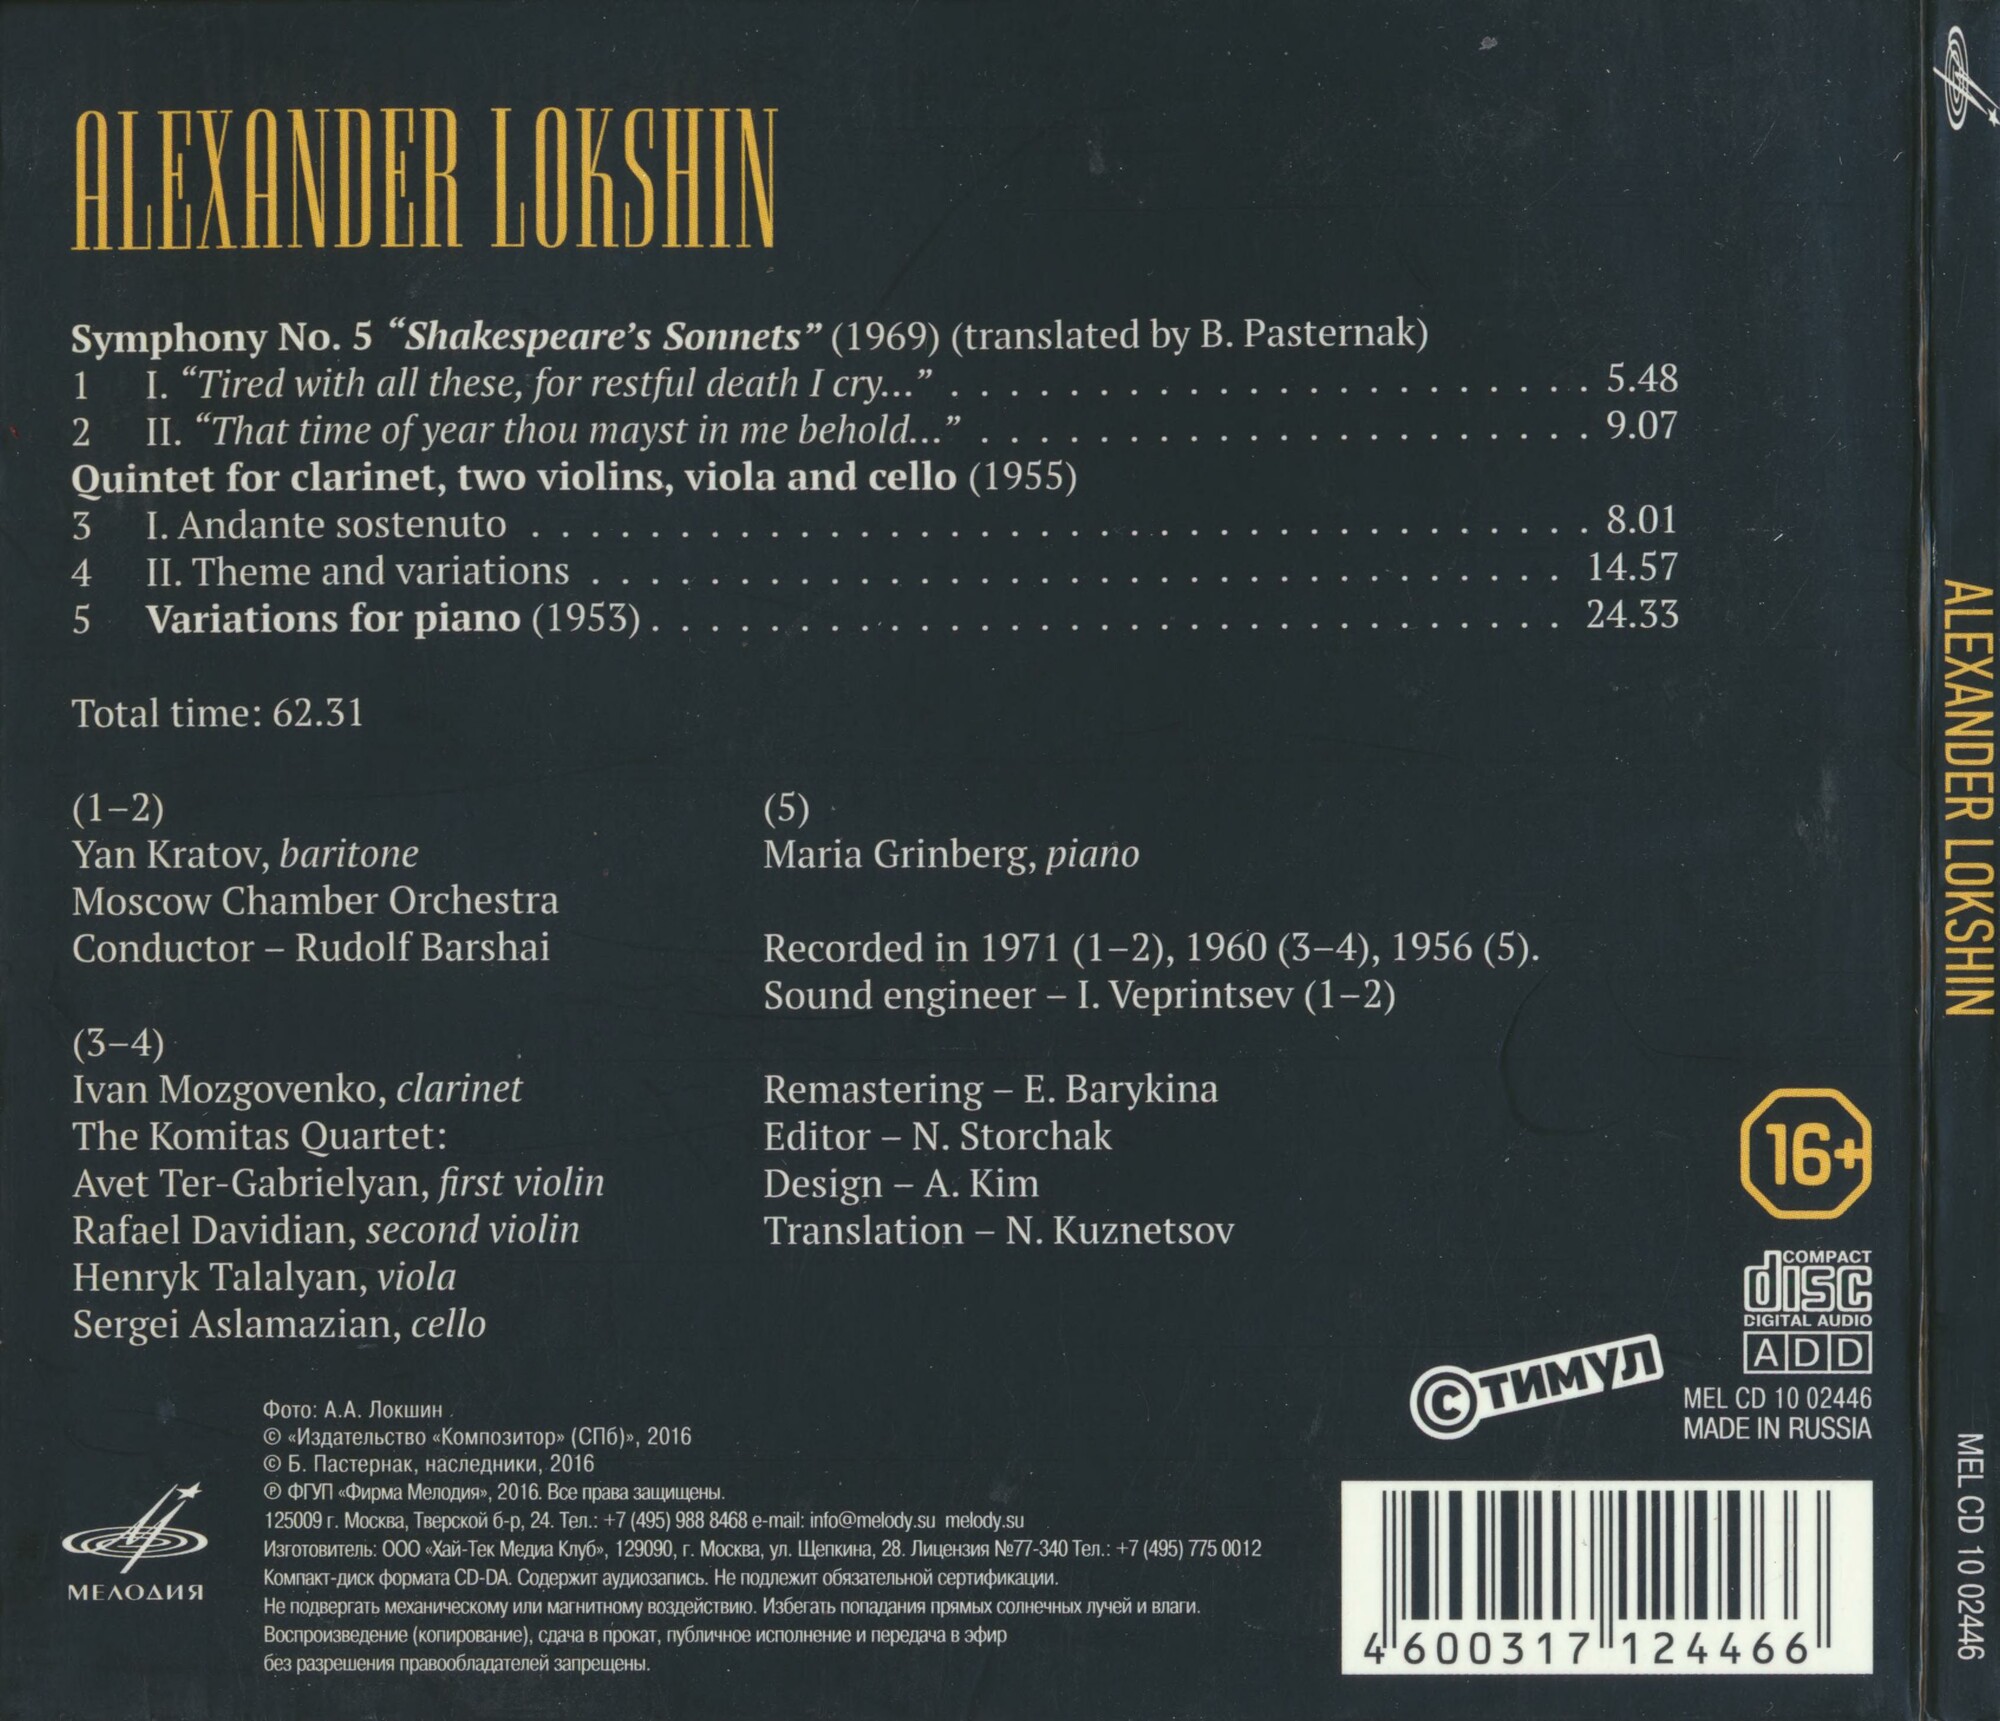 ALEXANDER LOKSHIN
Symphony No. 5 “Shakespeare’s Sonnets” (1969) (translated by B. Pasternak)
1 I. “Tired with all these, for restful death I cry...” . . . . . . . . . . . . . . . . . . . . . . 5.48
2 II. “That time of year thou mayst in me behold...” . . . . . . . . . . . . . . . . . . . . . 9.07
Quintet for clarinet, two violins, viola and cello (1955)
3 I. Andante sostenuto . . . . . . . . . . . . . . . . . . . . . . . . . . . . . . . . . . . . 8.01
4 II. Theme and variations . . . . . . . . . . . . . . . . . . . . . . . . . . . . . . . . . 14.57
5 Variations for piano (1953) . . . . . . . . . . . . . . . . . . . . . . . . . . . . . . . 24.33
Total time: 62.31
(1–2)
Yan Kratov, baritone
Moscow Chamber Orchestra
Conductor – Rudolf Barshai
(3–4)
Ivan Mozgovenko, clarinet
The Komitas Quartet:
Avet Ter-Gabrielyan, first violin
Rafael Davidian, second violin
Henryk Talalyan, viola
Sergei Aslamazian, cello
(5)
Maria Grinberg, piano
Recorded in 1971 (1–2), 1960 (3–4), 1956 (5).
Sound engineer – I. Veprintsev (1–2)
Remastering – E. Barykina
Editor – N. Storchak
Design – A. Kim
Translation – N. Kuznetsov
16+
COMPACT
disc
DIGITAL AUDIO
ADD
MEL CD 10 02446
MADE IN RUSSIA
©ТИМУЛ
Фото: А.А. Локшин
© «Издательство «Композитор» (СПб)», 2016
© Б. Пастернак, наследники, 2016
℗ ФГУП «Фирма Мелодия», 2016. Все права защищены.
125009 г. Москва, Тверской б-р, 24. Тел.: +7 (495) 988 8468 e-mail: info@melody.su melody.su
Изготовитель: ООО «Хай-Тек Медиа Клуб», 129090, г. Москва, ул. Щепкина, 28. Лицензия №77-340 Тел.: +7 (495) 775 0012
Компакт-диск формата CD-DA. Содержит аудиозапись. Не подлежит обязательной сертификации.
Не подвергать механическому или магнитному воздействию. Избегать попадания прямых солнечных лучей и влаги.
Воспроизведение (копирование), сдача в прокат, публичное исполнение и передача в эфир
без разрешения правообладателей запрещены.
МЕЛОДИЯ
4 600317 124466
ALEXANDER LOKSHIN
MEL CD 10 02446